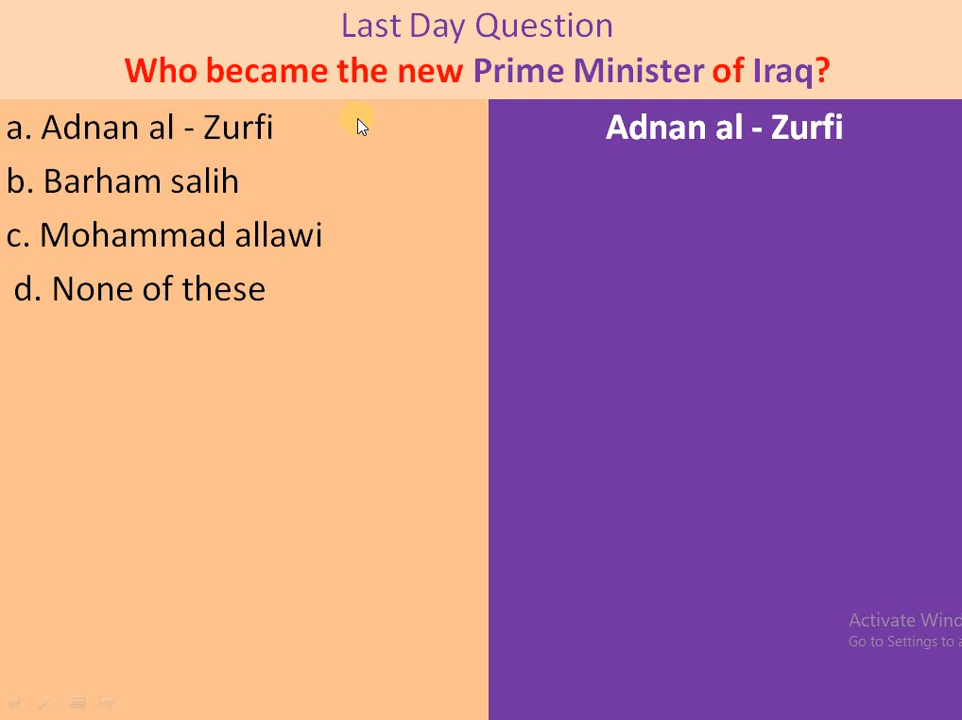 Last Day Question
Who became the new Prime Minister of Iraq?
a. Adnan al - Zurfi
b. Barham salih
c. Mohammad allawi
d. None of these
Adnan al - Zurfi
Activate Wind
Go to Settings to a